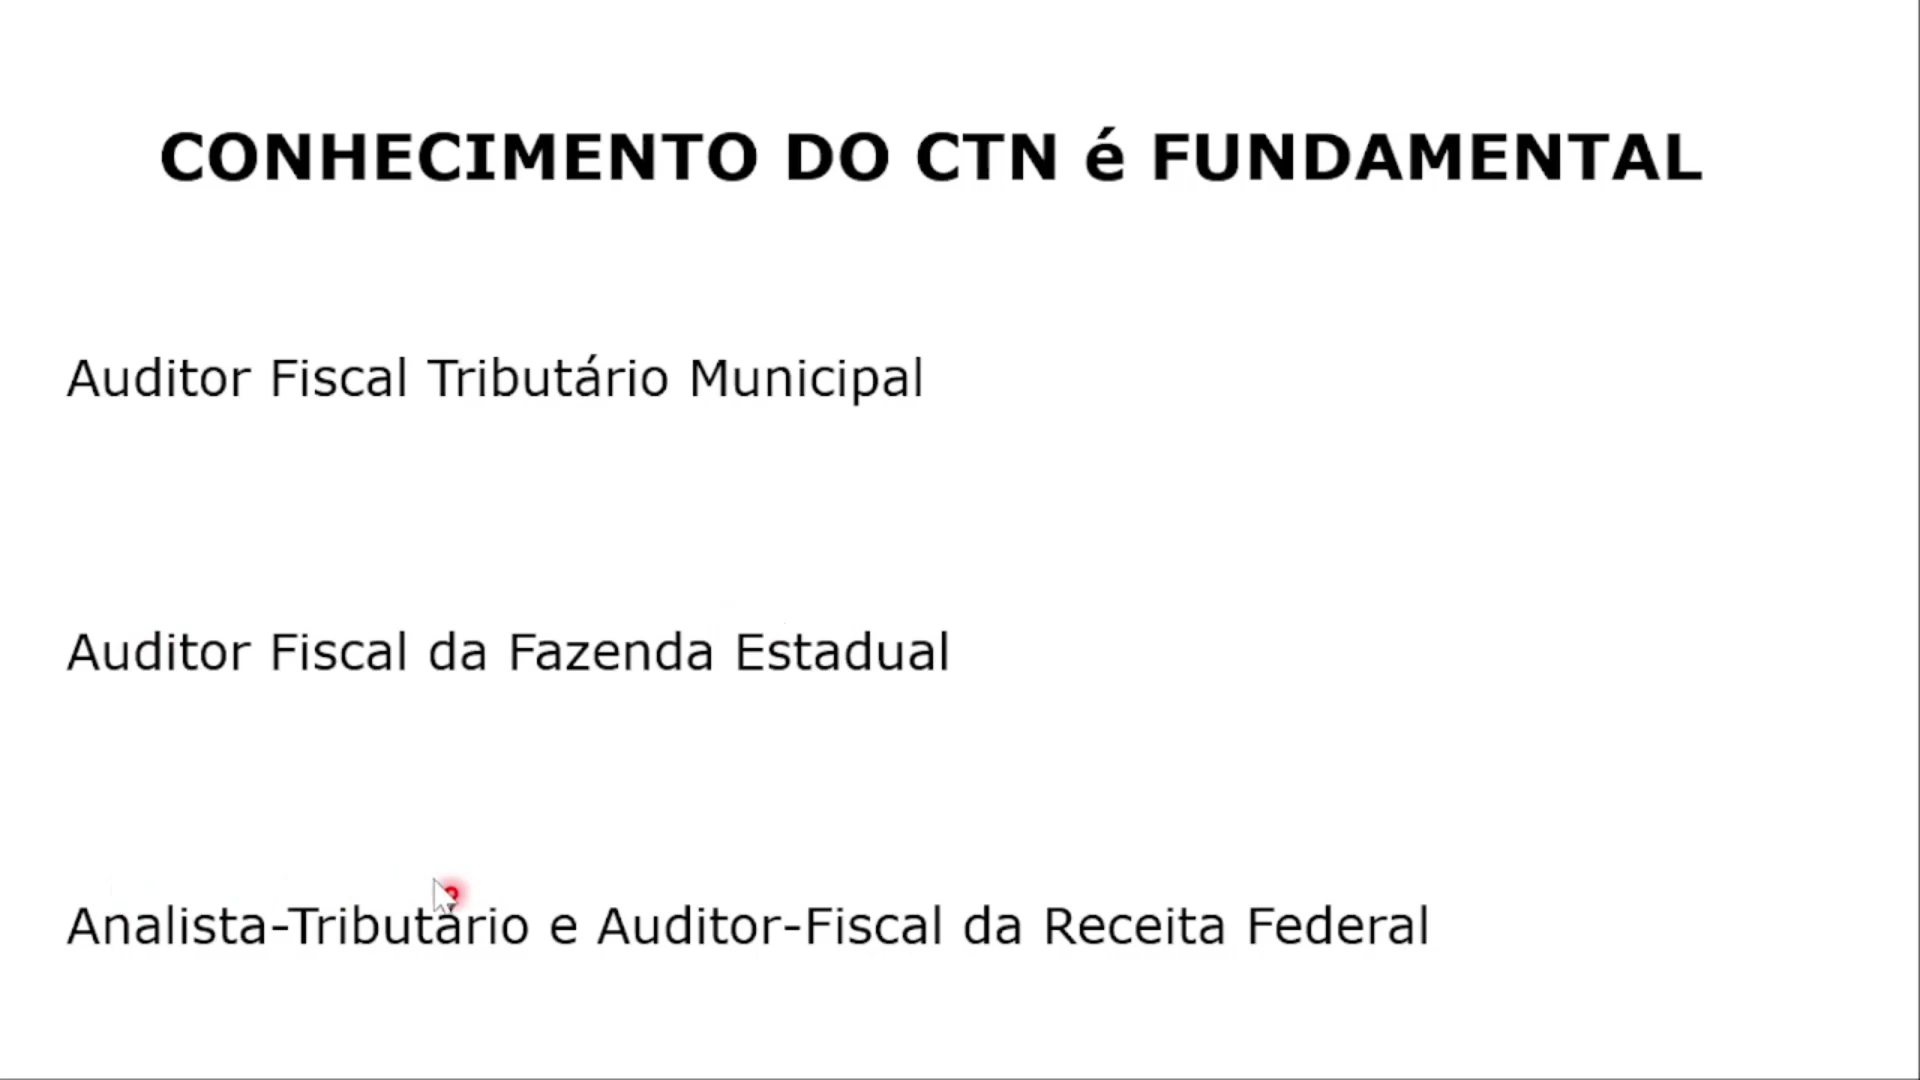 CONHECIMENTO DO CTN é FUNDAMENTAL
Auditor Fiscal Tributário Municipal
Auditor Fiscal da Fazenda Estadual
Analista-Tributário e Auditor-Fiscal da Receita Federal